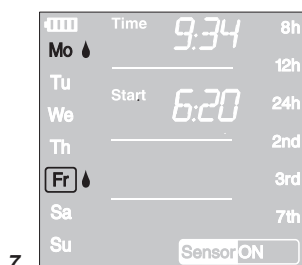 Time 9:34 8h
Mo
12h
Tu
Start 6:20 24h
We
Th 2nd
Fr 3rd
Sa 7th
Su Sensor ON
7